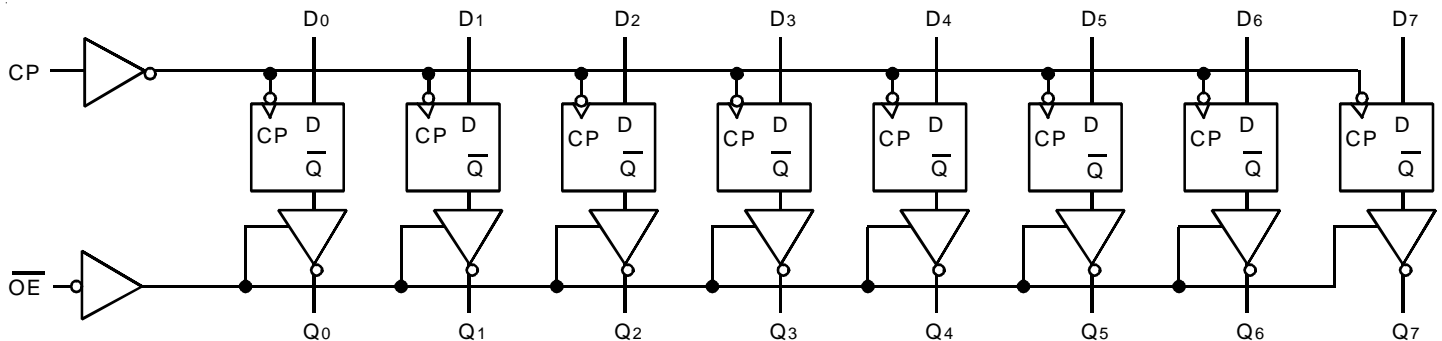 D0 D1 D2 D3 D4 D5 D6 D7
CP
CP D CP D CP D CP D CP D CP D CP D CP D
Q̅ Q̅ Q̅ Q̅ Q̅ Q̅ Q̅ Q̅
O̅E̅
Q0 Q1 Q2 Q3 Q4 Q5 Q6 Q7